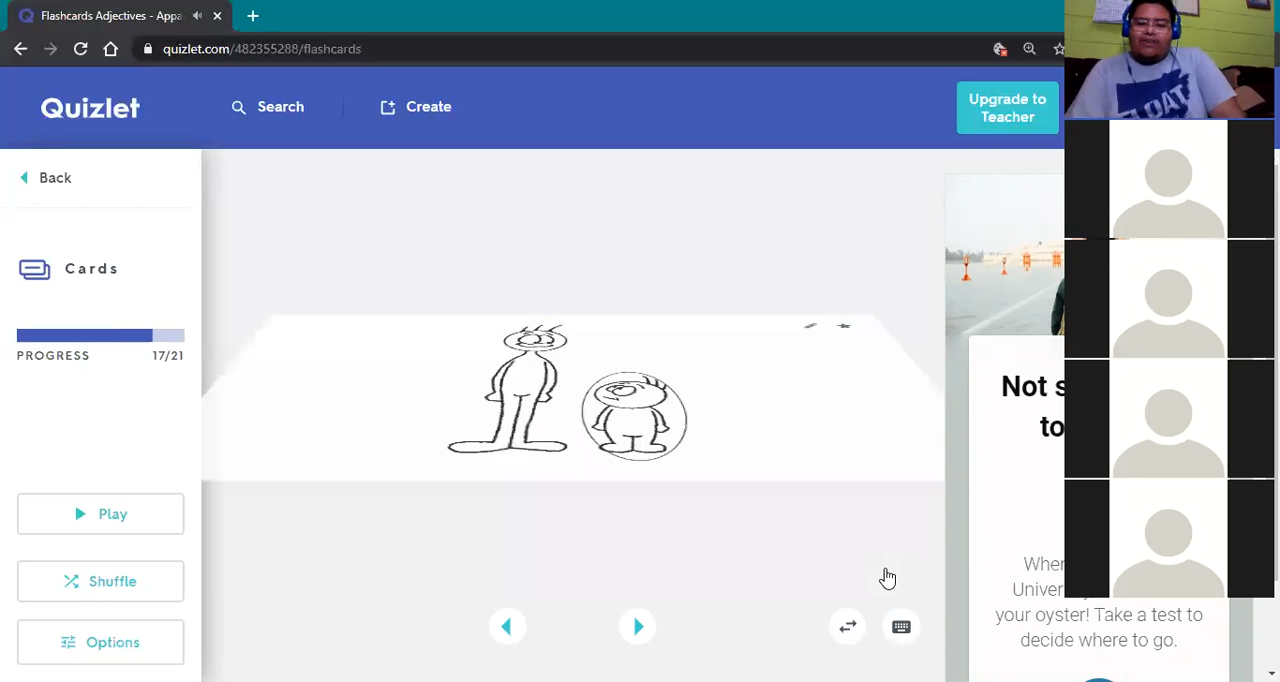 Flashcards Adjectives - Appa
quizlet.com/482355288/flashcards
Quizlet
Search
Create
Upgrade to
Teacher
Back
Cards
PROGRESS 17/21
Play
Shuffle
Options
Not
to
When
Univer
your oyster! Take a test to
decide where to go.